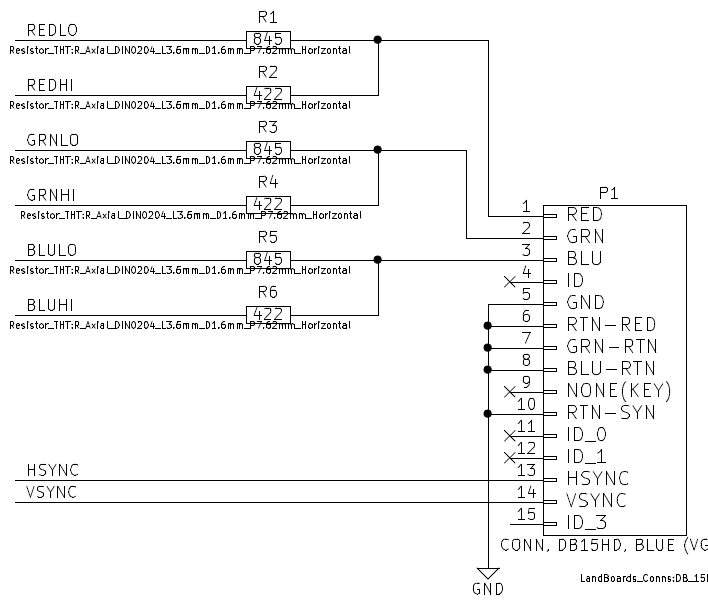 R1
REDLO
845
Resistor_THT:R_Axial_DIN0204_L3.6mm_D1.6mm_P7.62mm_Horizontal
R2
REDHI
422
Resistor_THT:R_Axial_DIN0204_L3.6mm_D1.6mm_P7.62mm_Horizontal
R3
GRNLO
845
Resistor_THT:R_Axial_DIN0204_L3.6mm_D1.6mm_P7.62mm_Horizontal
R4
GRNHI
422
Resistor_THT:R_Axial_DIN0204_L3.6mm_D1.6mm_P7.62mm_Horizontal
R5
BLULO
845
Resistor_THT:R_Axial_DIN0204_L3.6mm_D1.6mm_P7.62mm_Horizontal
R6
BLUHI
422
Resistor_THT:R_Axial_DIN0204_L3.6mm_D1.6mm_P7.62mm_Horizontal
HSYNC
VSYNC
P1
1 RED
2 GRN
3 BLU
4 ID
5 GND
6 RTN-RED
7 GRN-RTN
8 BLU-RTN
9 NONE(KEY)
10 RTN-SYN
11 ID_0
12 ID_1
13 HSYNC
14 VSYNC
15 ID_3
CONN, DB15HD, BLUE (VG
LandBoards_Conns:DB_15
GND